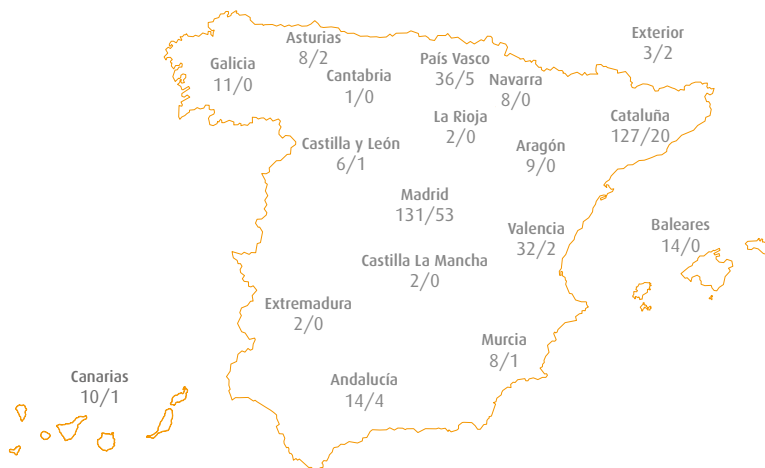 Asturias
8/2
Exterior
3/2
Galicia
11/0
Cantabria
1/0
País Vasco
36/5
Navarra
8/0
La Rioja
2/0
Cataluña
127/20
Castilla y León
6/1
Aragón
9/0
Madrid
131/53
Valencia
32/2
Baleares
14/0
Castilla La Mancha
2/0
Extremadura
2/0
Murcia
8/1
Canarias
10/1
Andalucía
14/4